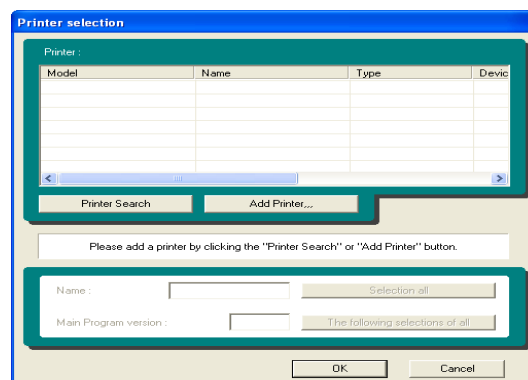 Printer selection
Printer :
Model Name Type Devic
Printer Search Add Printer,,,
Please add a printer by clicking the "Printer Search" or "Add Printer" button.
Name : Selection all
Main Program version : The following selections of all
OK Cancel